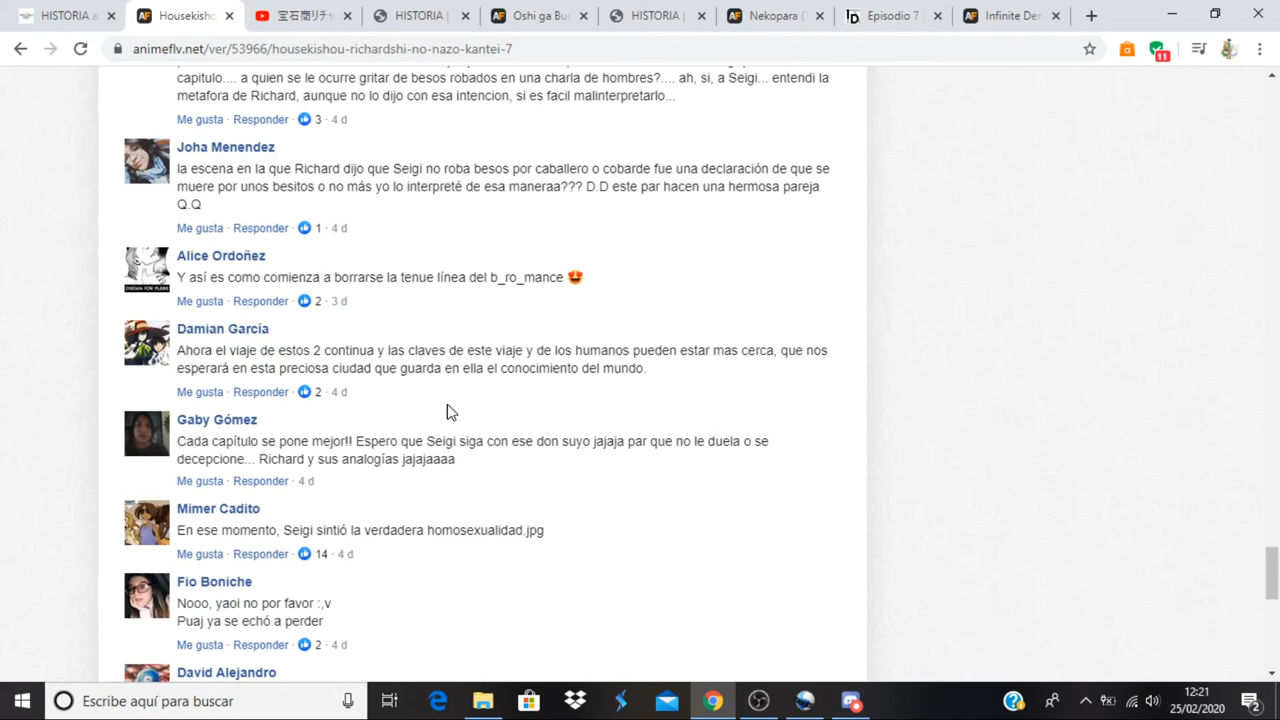 HISTORIA a
Housekisho
宝石商リチャ
HISTORIA |
Oshi ga Bu
HISTORIA |
Nekopara (T
Episodio 7 |
Infinite Den
animeflv.net/ver/53966/housekishou-richardshi-no-nazo-kantei-7
11
capitulo.... a quien se le ocurre gritar de besos robados en una charla de hombres?.... ah, si, a Seigi... entendi la
metafora de Richard, aunque no lo dijo con esa intencion, si es facil malinterpretarlo...
Me gusta · Responder · 3 · 4 d
Joha Menendez
la escena en la que Richard dijo que Seigi no roba besos por caballero o cobarde fue una declaración de que se
muere por unos besitos o no más yo lo interpreté de esa maneraa??? D.D este par hacen una hermosa pareja
Q.Q
Me gusta · Responder · 1 · 4 d
Alice Ordoñez
Y así es como comienza a borrarse la tenue línea del b_ro_mance 😍
Me gusta · Responder · 2 · 3 d
Damian García
Ahora el viaje de estos 2 continua y las claves de este viaje y de los humanos pueden estar mas cerca, que nos
esperará en esta preciosa ciudad que guarda en ella el conocimiento del mundo.
Me gusta · Responder · 2 · 4 d
Gaby Gómez
Cada capítulo se pone mejor!! Espero que Seigi siga con ese don suyo jajaja par que no le duela o se
decepcione... Richard y sus analogías jajajaaaa
Me gusta · Responder · 4 d
Mimer Cadito
En ese momento, Seigi sintió la verdadera homosexualidad.jpg
Me gusta · Responder · 14 · 4 d
Fio Boniche
Nooo, yaoi no por favor :,v
Puaj ya se echó a perder
Me gusta · Responder · 2 · 4 d
David Alejandro
Escribe aquí para buscar
12:21
25/02/2020
2